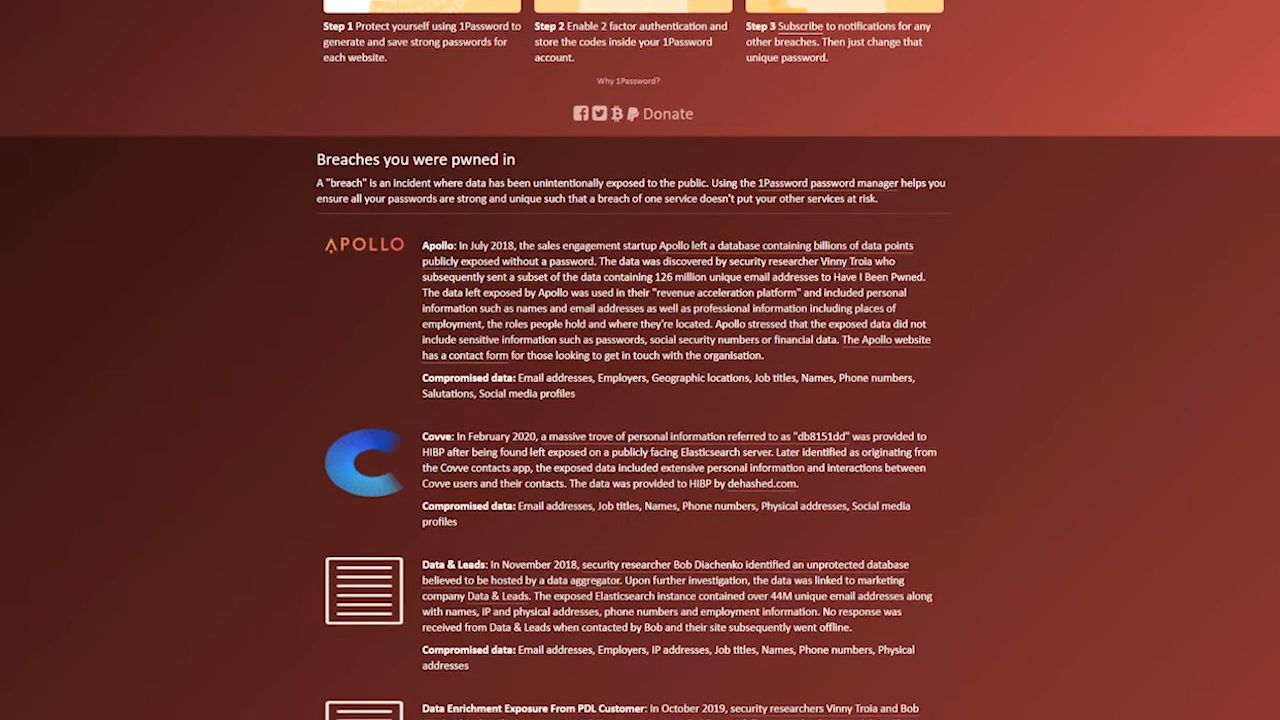 Step 1 Protect yourself using 1Password to
generate and save strong passwords for
each website.
Step 2 Enable 2 factor authentication and
store the codes inside your 1Password
account.
Step 3 Subscribe to notifications for any
other breaches. Then just change that
unique password.
Why 1Password?
Donate
Breaches you were pwned in
A "breach" is an incident where data has been unintentionally exposed to the public. Using the 1Password password manager helps you
ensure all your passwords are strong and unique such that a breach of one service doesn't put your other services at risk.
APOLLO
Apollo: In July 2018, the sales engagement startup Apollo left a database containing billions of data points
publicly exposed without a password. The data was discovered by security researcher Vinny Troia who
subsequently sent a subset of the data containing 126 million unique email addresses to Have I Been Pwned.
The data left exposed by Apollo was used in their "revenue acceleration platform" and included personal
information such as names and email addresses as well as professional information including places of
employment, the roles people hold and where they're located. Apollo stressed that the exposed data did not
include sensitive information such as passwords, social security numbers or financial data. The Apollo website
has a contact form for those looking to get in touch with the organisation.
Compromised data: Email addresses, Employers, Geographic locations, Job titles, Names, Phone numbers,
Salutations, Social media profiles
Covve: In February 2020, a massive trove of personal information referred to as "db8151dd" was provided to
HIBP after being found left exposed on a publicly facing Elasticsearch server. Later identified as originating from
the Covve contacts app, the exposed data included extensive personal information and interactions between
Covve users and their contacts. The data was provided to HIBP by dehashed.com.
Compromised data: Email addresses, Job titles, Names, Phone numbers, Physical addresses, Social media
profiles
Data & Leads: In November 2018, security researcher Bob Diachenko identified an unprotected database
believed to be hosted by a data aggregator. Upon further investigation, the data was linked to marketing
company Data & Leads. The exposed Elasticsearch instance contained over 44M unique email addresses along
with names, IP and physical addresses, phone numbers and employment information. No response was
received from Data & Leads when contacted by Bob and their site subsequently went offline.
Compromised data: Email addresses, Employers, IP addresses, Job titles, Names, Phone numbers, Physical
addresses
Data Enrichment Exposure From PDL Customer: In October 2019, security researchers Vinny Troia and Bob